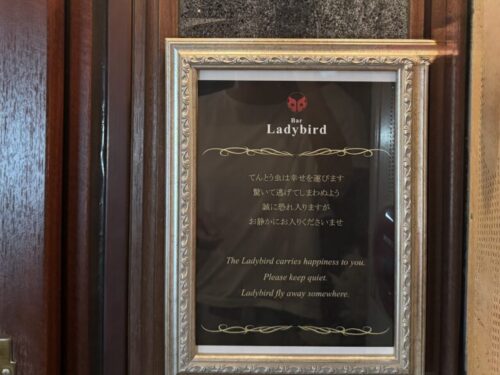 Bar
Ladybird
てんとう虫は幸せを運びます
驚いて逃げてしまわぬよう
誠に恐れ入りますが
お静かにお入りくださいませ
The Ladybird carries happiness to you.
Please keep quiet.
Ladybird fly away somewhere.